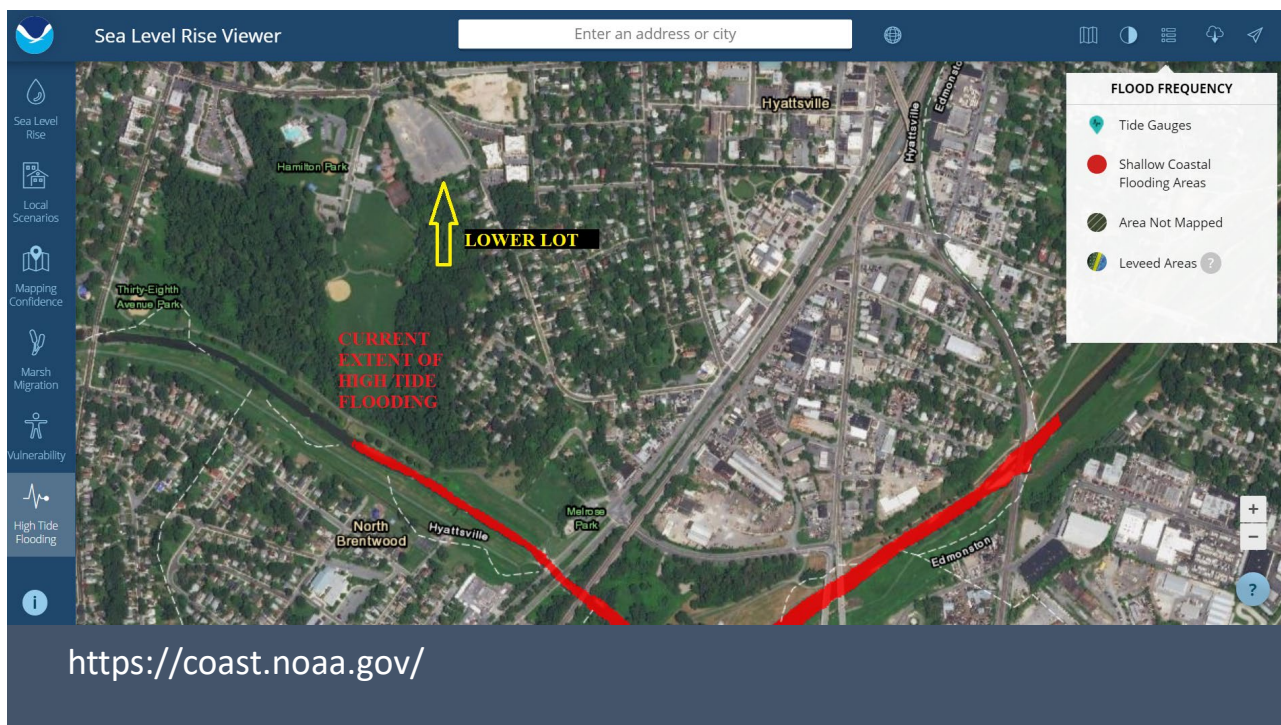 Sea Level Rise Viewer
Enter an address or city
Sea Level
Rise
Local
Scenarios
Mapping
Confidence
Marsh
Migration
Vulnerability
High Tide
Flooding
i
FLOOD FREQUENCY
Tide Gauges
Shallow Coastal
Flooding Areas
Area Not Mapped
Leveed Areas ?
Hyattsville
Hyattsville
Edmonston
Hamilton Park
LOWER LOT
Thirty-Eighth
Avenue Park
CURRENT
EXTENT OF
HIGH TIDE
FLOODING
North
Brentwood
Hyattsville
Melrose
Park
Edmonston
+
−
?
https://coast.noaa.gov/